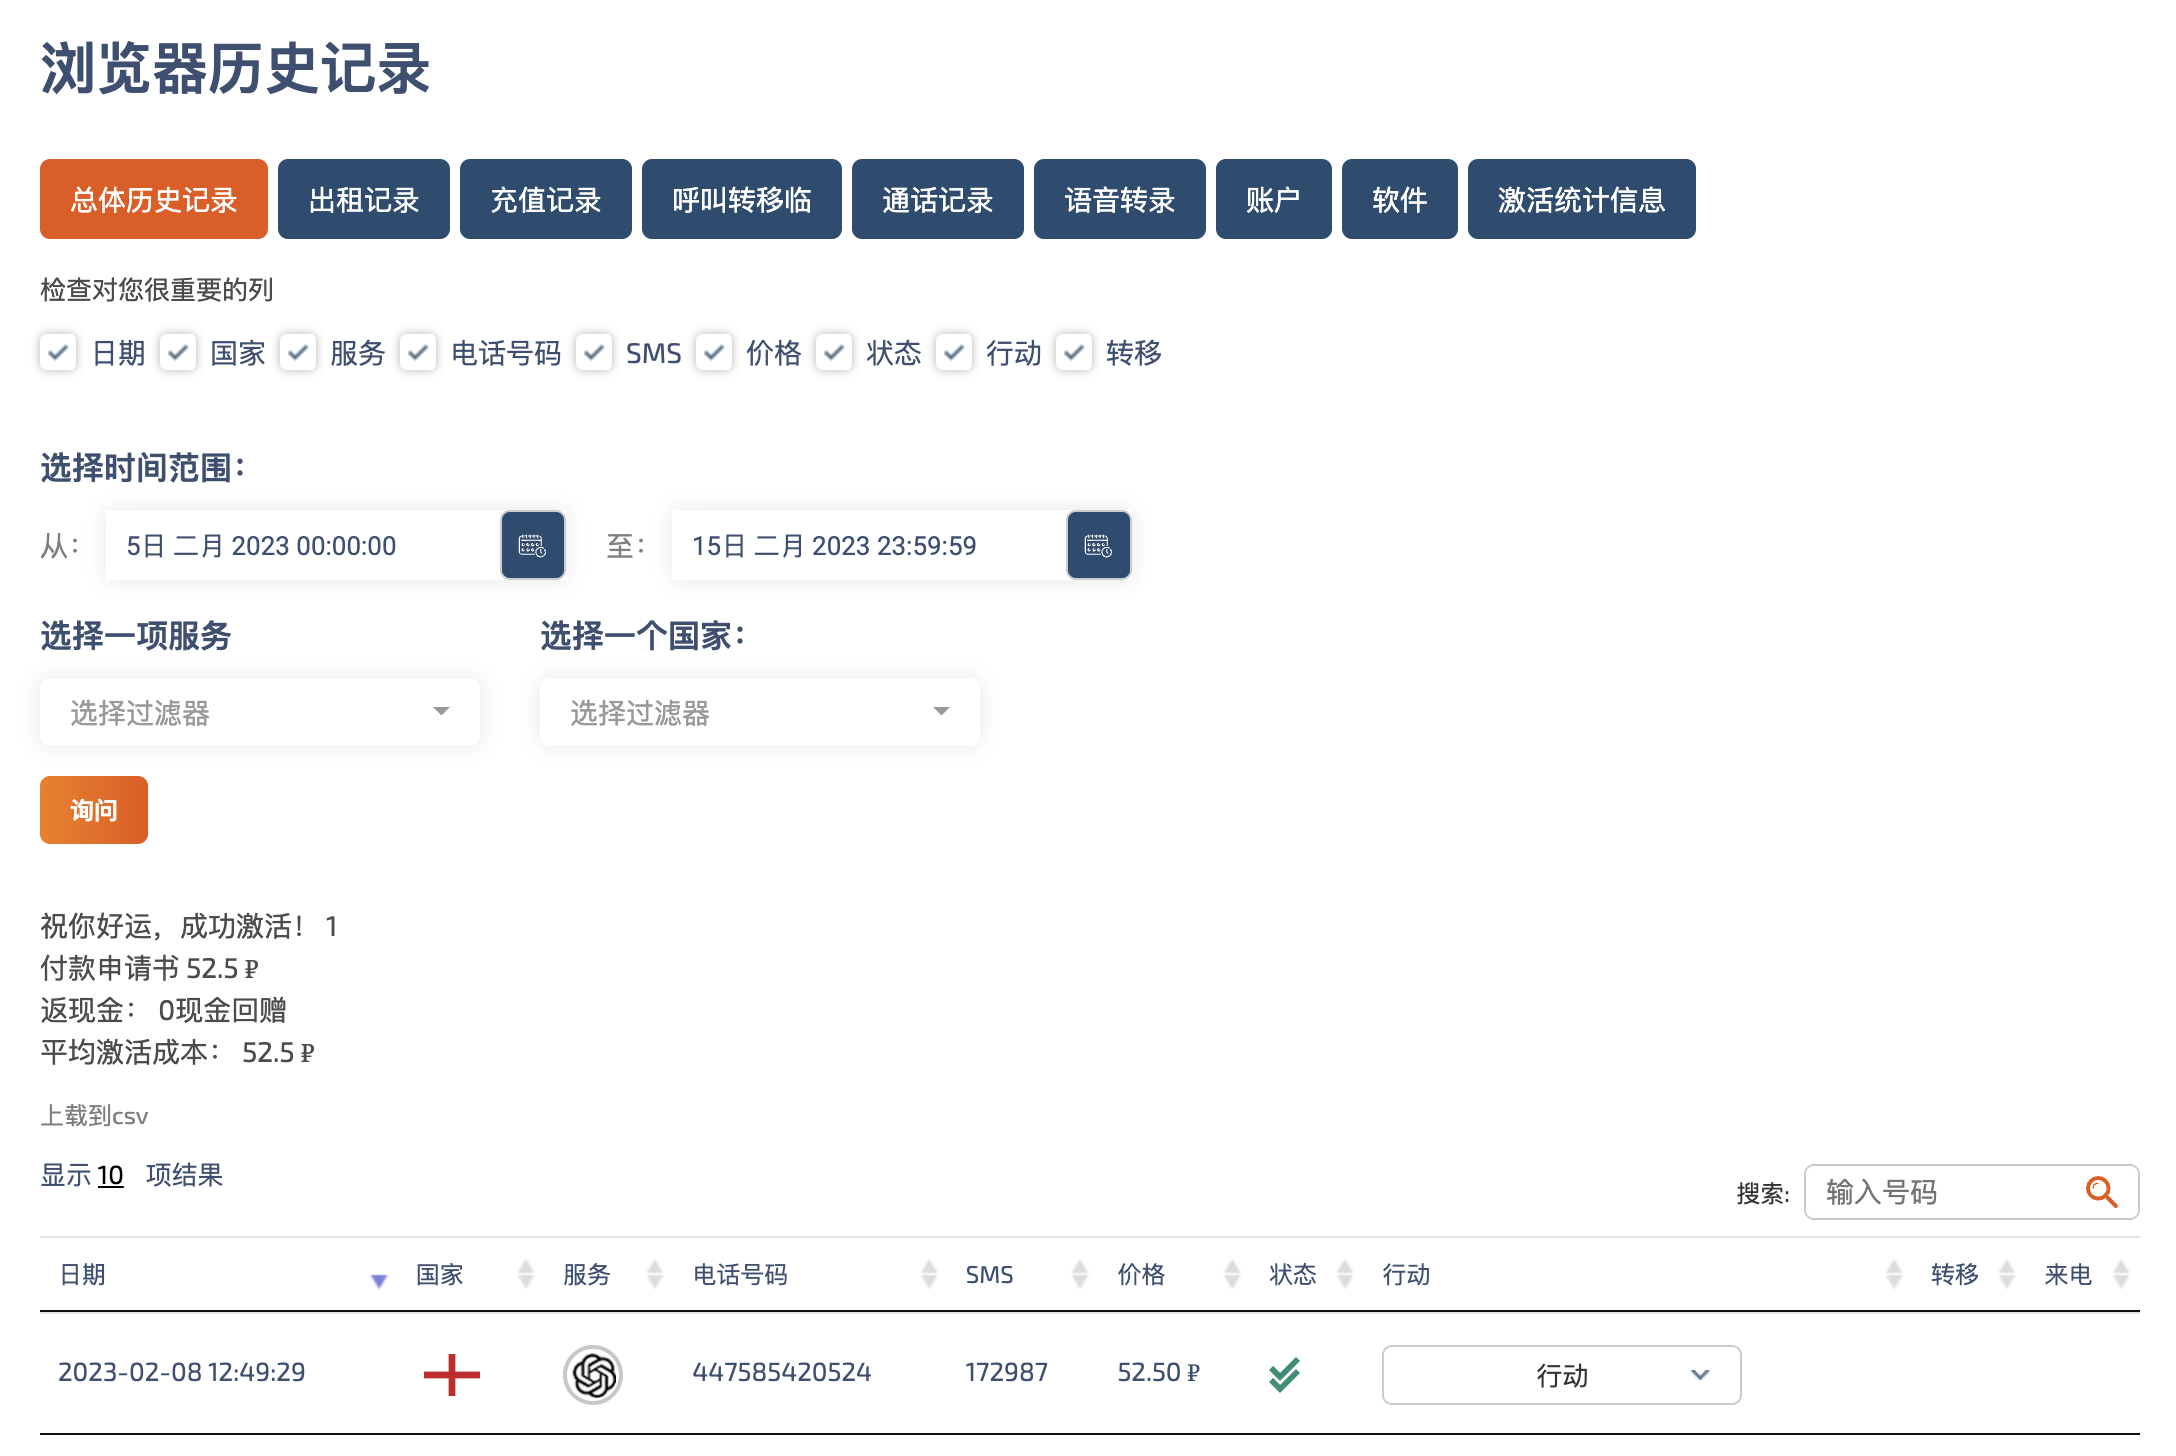 浏览器历史记录
总体历史记录 出租记录 充值记录 呼叫转移临 通话记录 语音转录 账户 软件 激活统计信息
检查对您很重要的列
日期 国家 服务 电话号码 SMS 价格 状态 行动 转移
选择时间范围：
从： 5日 二月 2023 00:00:00 至： 15日 二月 2023 23:59:59
选择一项服务 选择一个国家：
选择过滤器 选择过滤器
询问
祝你好运，成功激活！ 1
付款申请书 52.5 ₽
返现金： 0现金回赠
平均激活成本： 52.5 ₽
上载到csv
显示 10 项结果
搜索: 输入号码
日期 国家 服务 电话号码 SMS 价格 状态 行动 转移 来电
2023-02-08 12:49:29 447585420524 172987 52.50 ₽ 行动